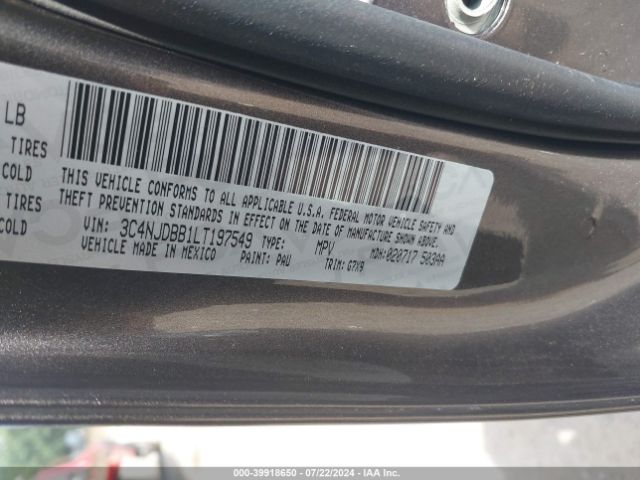 LB
TIRES
COLD
TIRES
COLD
THIS VEHICLE CONFORMS TO ALL APPLICABLE U.S.A. FEDERAL MOTOR VEHICLE SAFETY AND
THEFT PREVENTION STANDARDS IN EFFECT ON THE DATE OF MANUFACTURE SHOWN ABOVE.
VIN: 3C4NJDBB1LT197549 TYPE: MPV MDH:020717 503AA
VEHICLE MADE IN MEXICO PAINT: PAU TRIM: G7X9
000-39918650 / 07/22/2024 - IAA Inc.